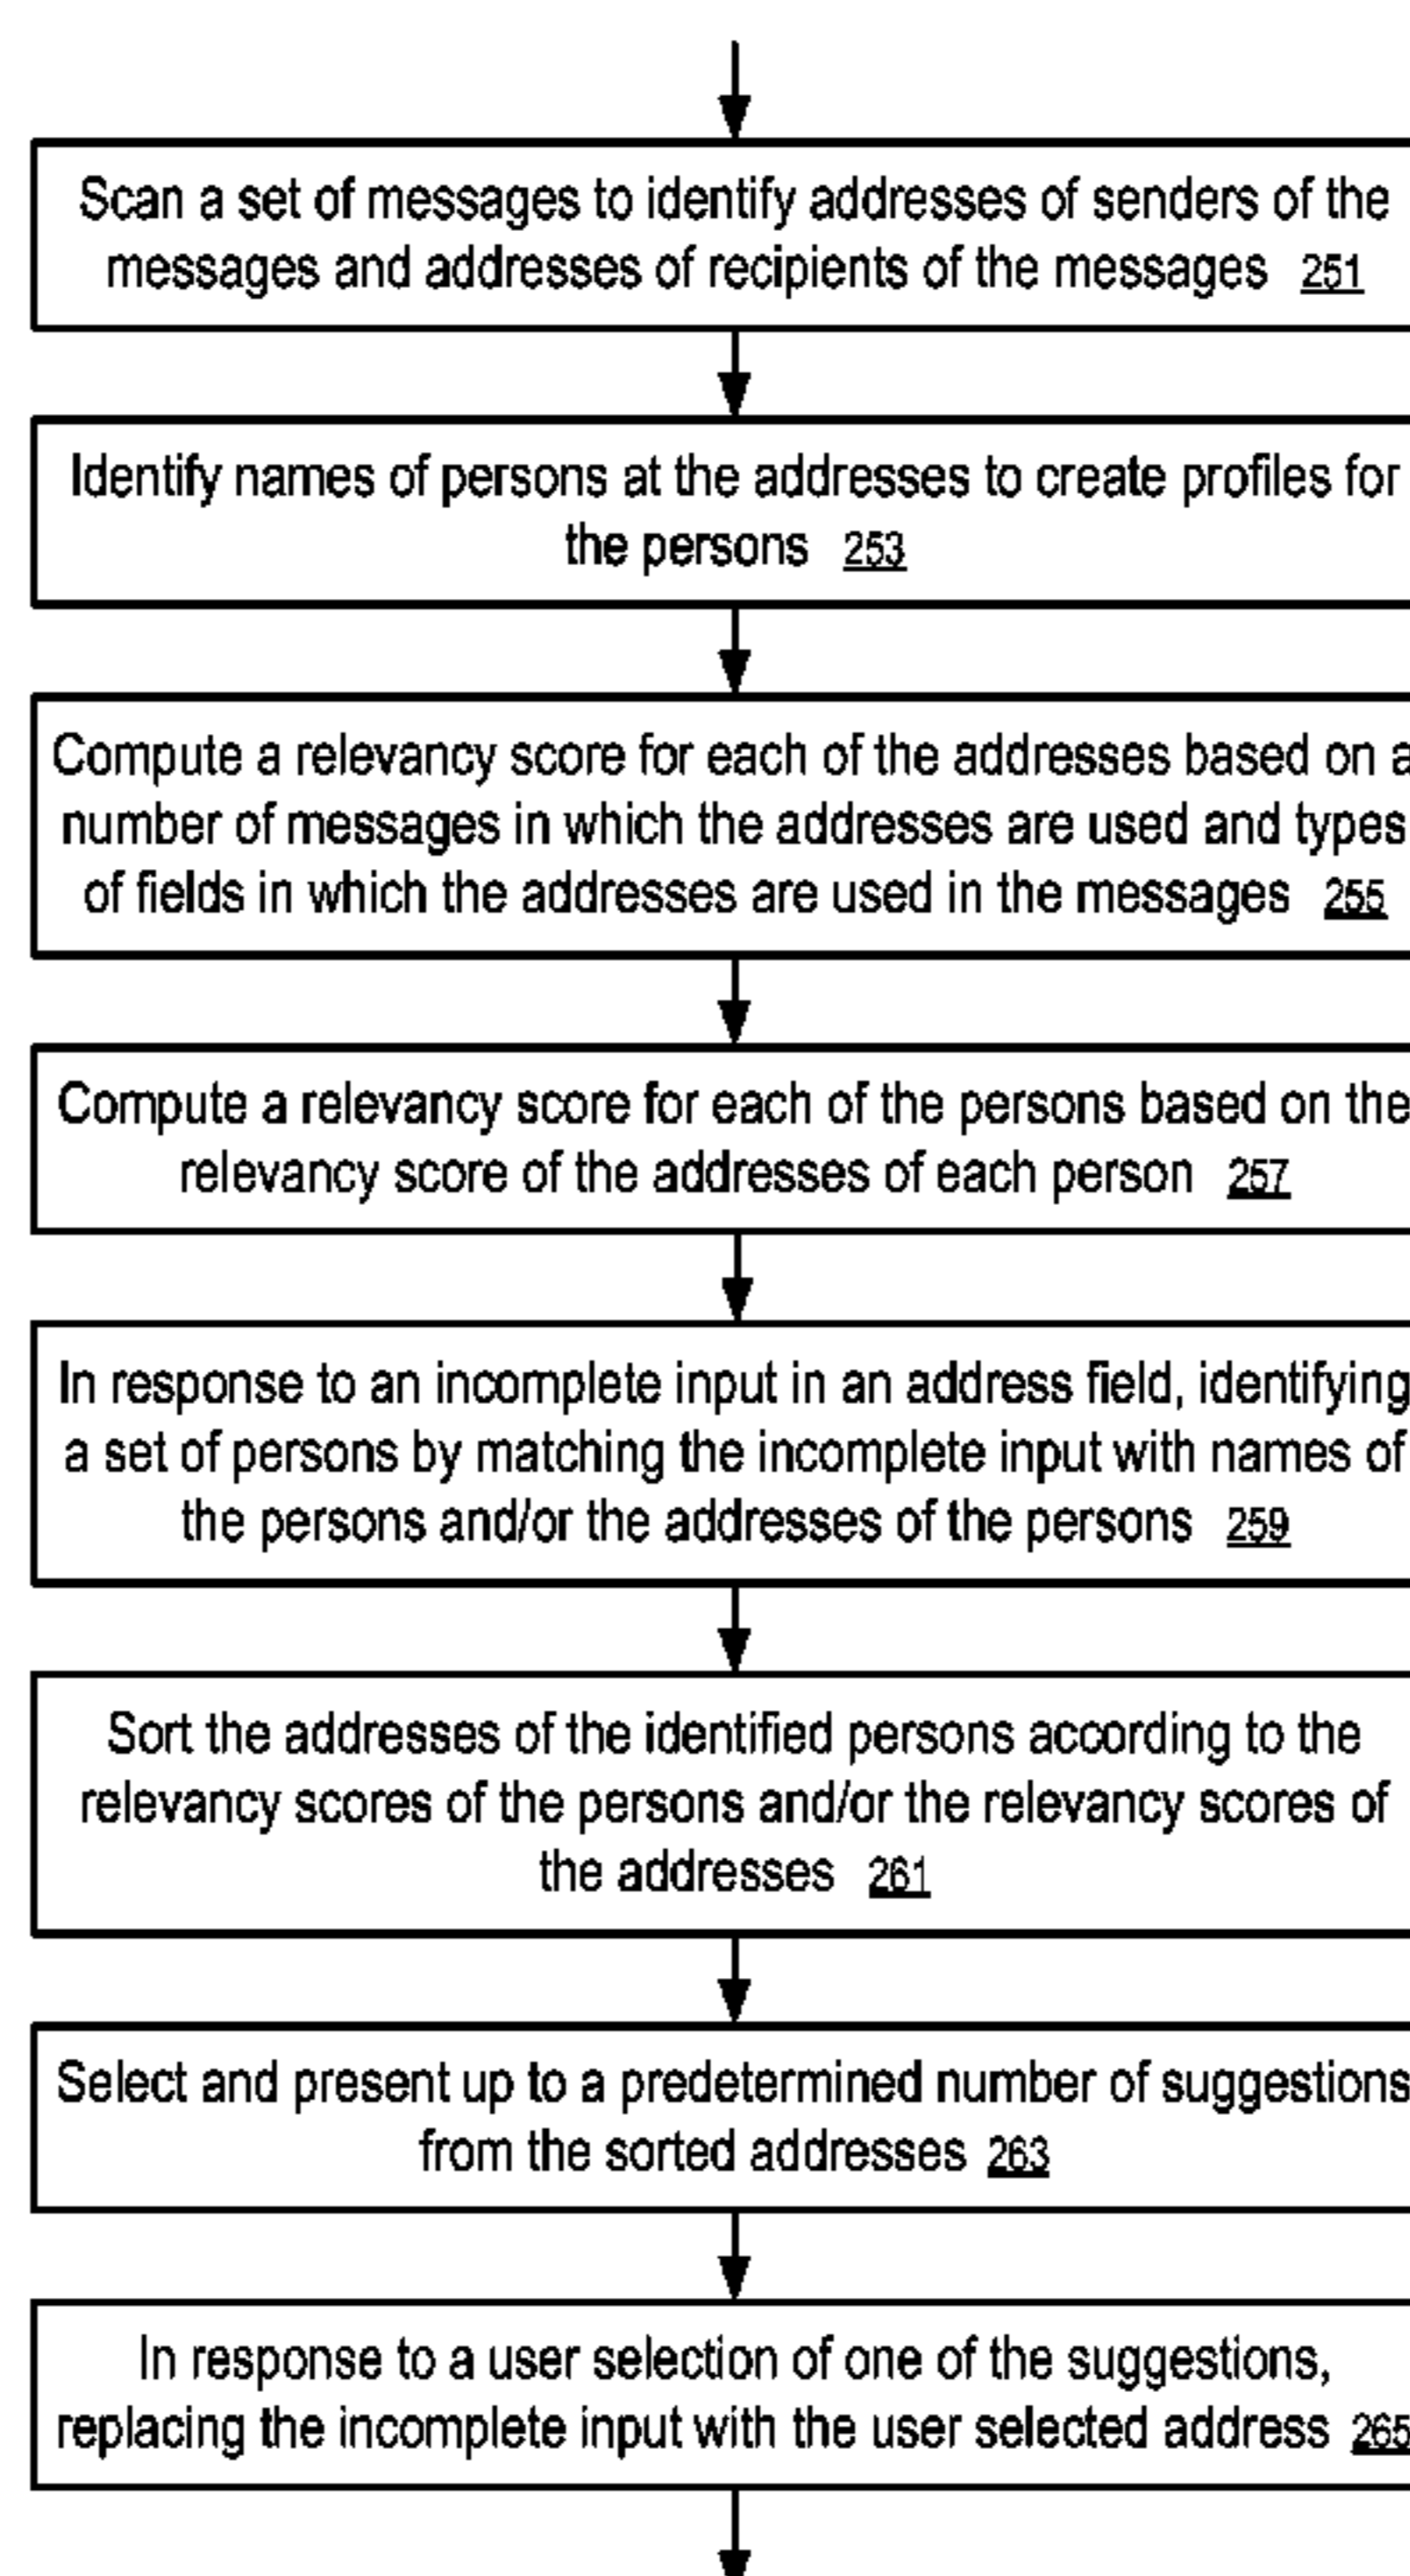 Scan a set of messages to identify addresses of senders of the
messages and addresses of recipients of the messages 251
Identify names of persons at the addresses to create profiles for
the persons 253
Compute a relevancy score for each of the addresses based on a
number of messages in which the addresses are used and types
of fields in which the addresses are used in the messages 255
Compute a relevancy score for each of the persons based on the
relevancy score of the addresses of each person 257
In response to an incomplete input in an address field, identifying
a set of persons by matching the incomplete input with names of
the persons and/or the addresses of the persons 259
Sort the addresses of the identified persons according to the
relevancy scores of the persons and/or the relevancy scores of
the addresses 261
Select and present up to a predetermined number of suggestions
from the sorted addresses 263
In response to a user selection of one of the suggestions,
replacing the incomplete input with the user selected address 265